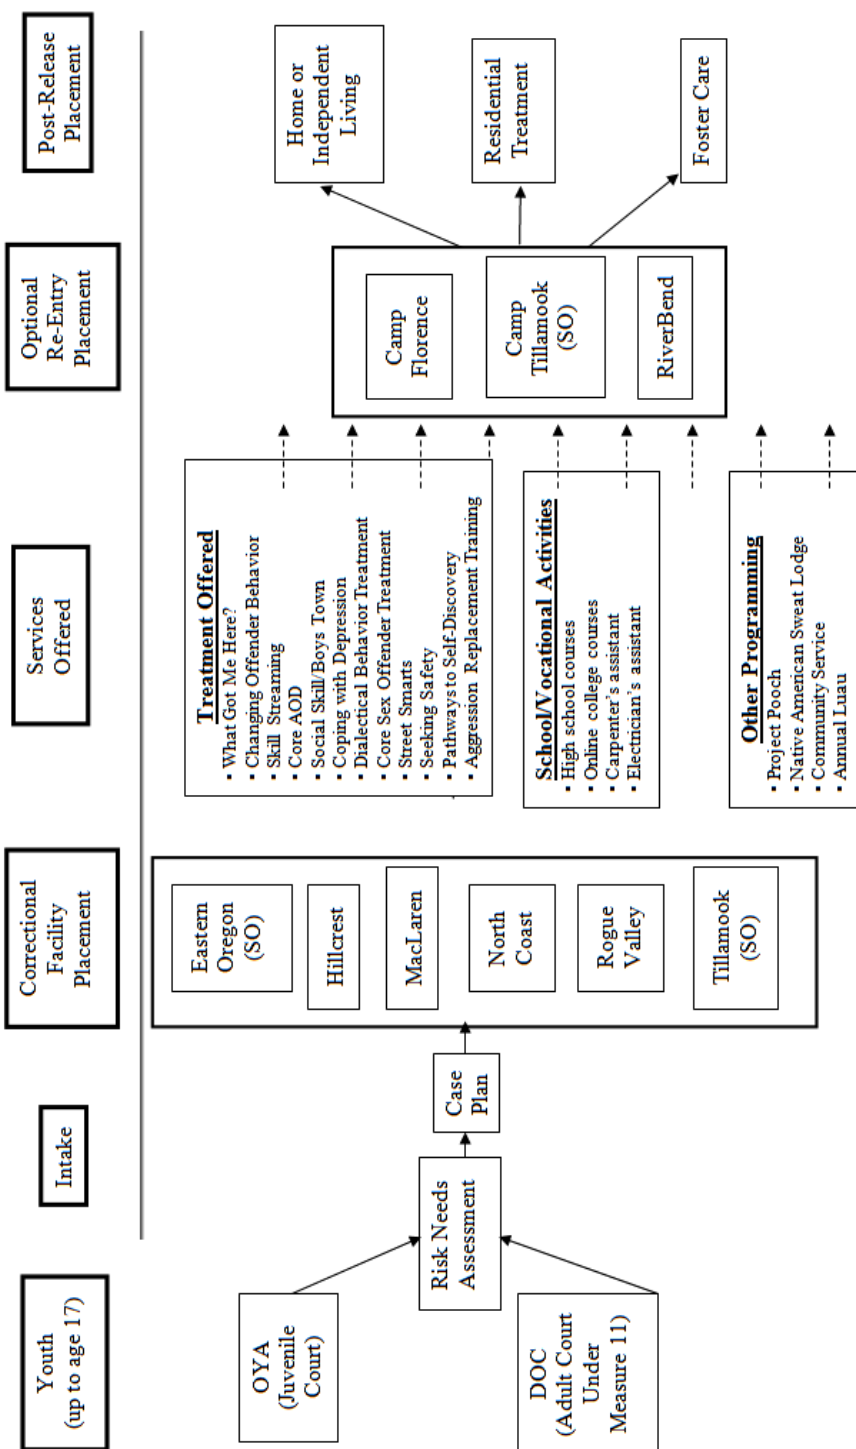 Youth
(up to age 17)
Intake
Correctional
Facility
Placement
Services
Offered
Optional
Re-Entry
Placement
Post-Release
Placement
OYA
(Juvenile
Court)
DOC
(Adult Court
Under
Measure 11)
Risk Needs
Assessment
Case
Plan
Eastern
Oregon
(SO)
Hillcrest
MacLaren
North
Coast
Rogue
Valley
Tillamook
(SO)
Treatment Offered
▪ What Got Me Here?
▪ Changing Offender Behavior
▪ Skill Streaming
▪ Core AOD
▪ Social Skill/Boys Town
▪ Coping with Depression
▪ Dialectical Behavior Treatment
▪ Core Sex Offender Treatment
▪ Street Smarts
▪ Seeking Safety
▪ Pathways to Self-Discovery
▪ Aggression Replacement Training
School/Vocational Activities
▪ High school courses
▪ Online college courses
▪ Carpenter's assistant
▪ Electrician's assistant
Other Programming
▪ Project Pooch
▪ Native American Sweat Lodge
▪ Community Service
▪ Annual Luau
Camp
Florence
Camp
Tillamook
(SO)
RiverBend
Home or
Independent
Living
Residential
Treatment
Foster Care